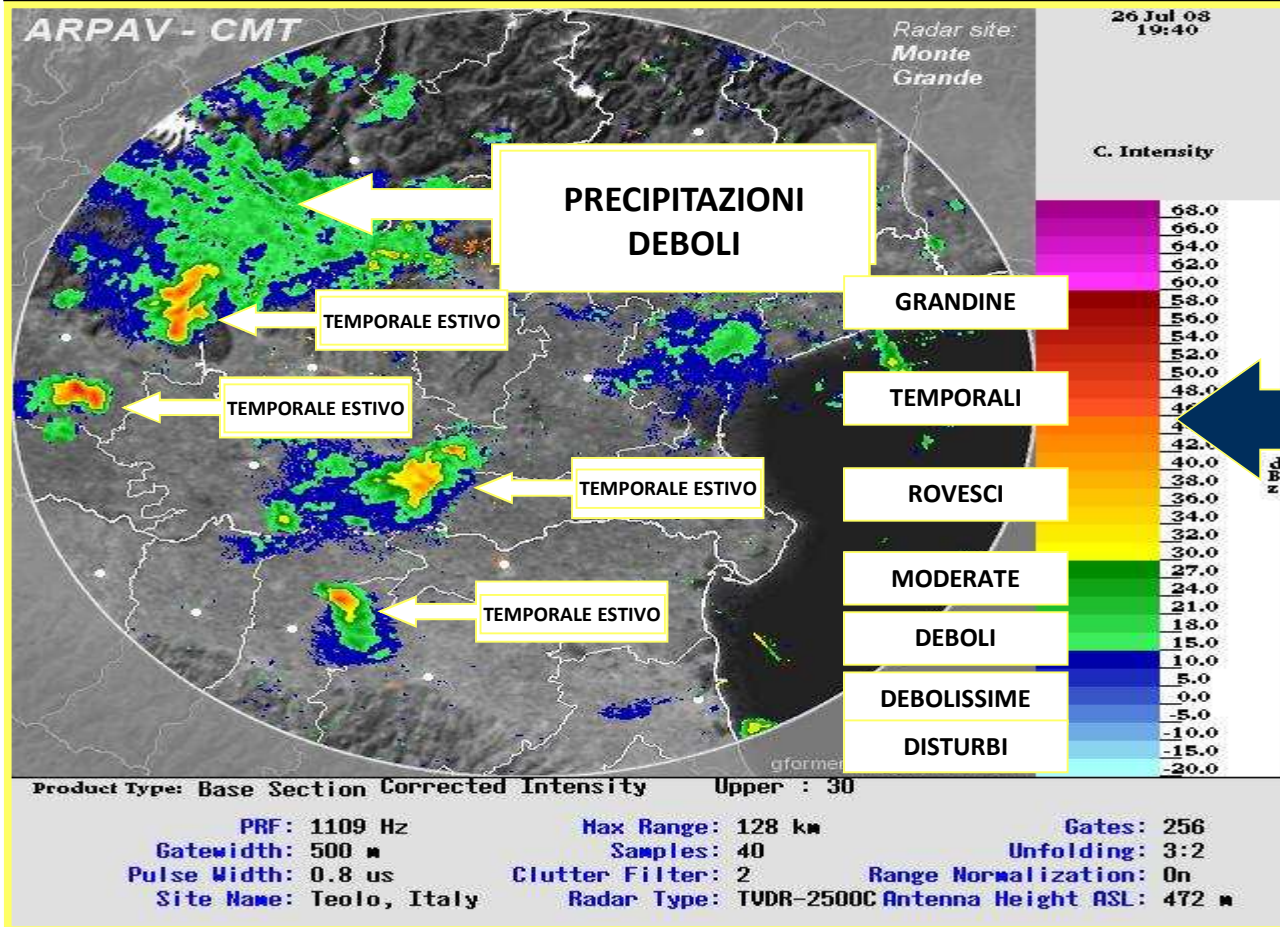 ARPAV - CMT
Radar site:
Monte
Grande
26 Jul 08
19:40
C. Intensity
PRECIPITAZIONI
DEBOLI
TEMPORALE ESTIVO
TEMPORALE ESTIVO
TEMPORALE ESTIVO
TEMPORALE ESTIVO
GRANDINE
TEMPORALI
ROVESCI
MODERATE
DEBOLI
DEBOLISSIME
DISTURBI
68.0
66.0
64.0
62.0
60.0
58.0
56.0
54.0
52.0
50.0
48.0
42.0
40.0
38.0
36.0
34.0
32.0
30.0
27.0
24.0
21.0
18.0
15.0
10.0
5.0
0.0
-5.0
-10.0
-15.0
-20.0
Product Type: Base Section Corrected Intensity Upper : 30
PRF: 1109 Hz Max Range: 128 km Gates: 256
Gatewidth: 500 m Samples: 40 Unfolding: 3:2
Pulse Width: 0.8 us Clutter Filter: 2 Range Normalization: On
Site Name: Teolo, Italy Radar Type: TVDR-2500C Antenna Height ASL: 472 m